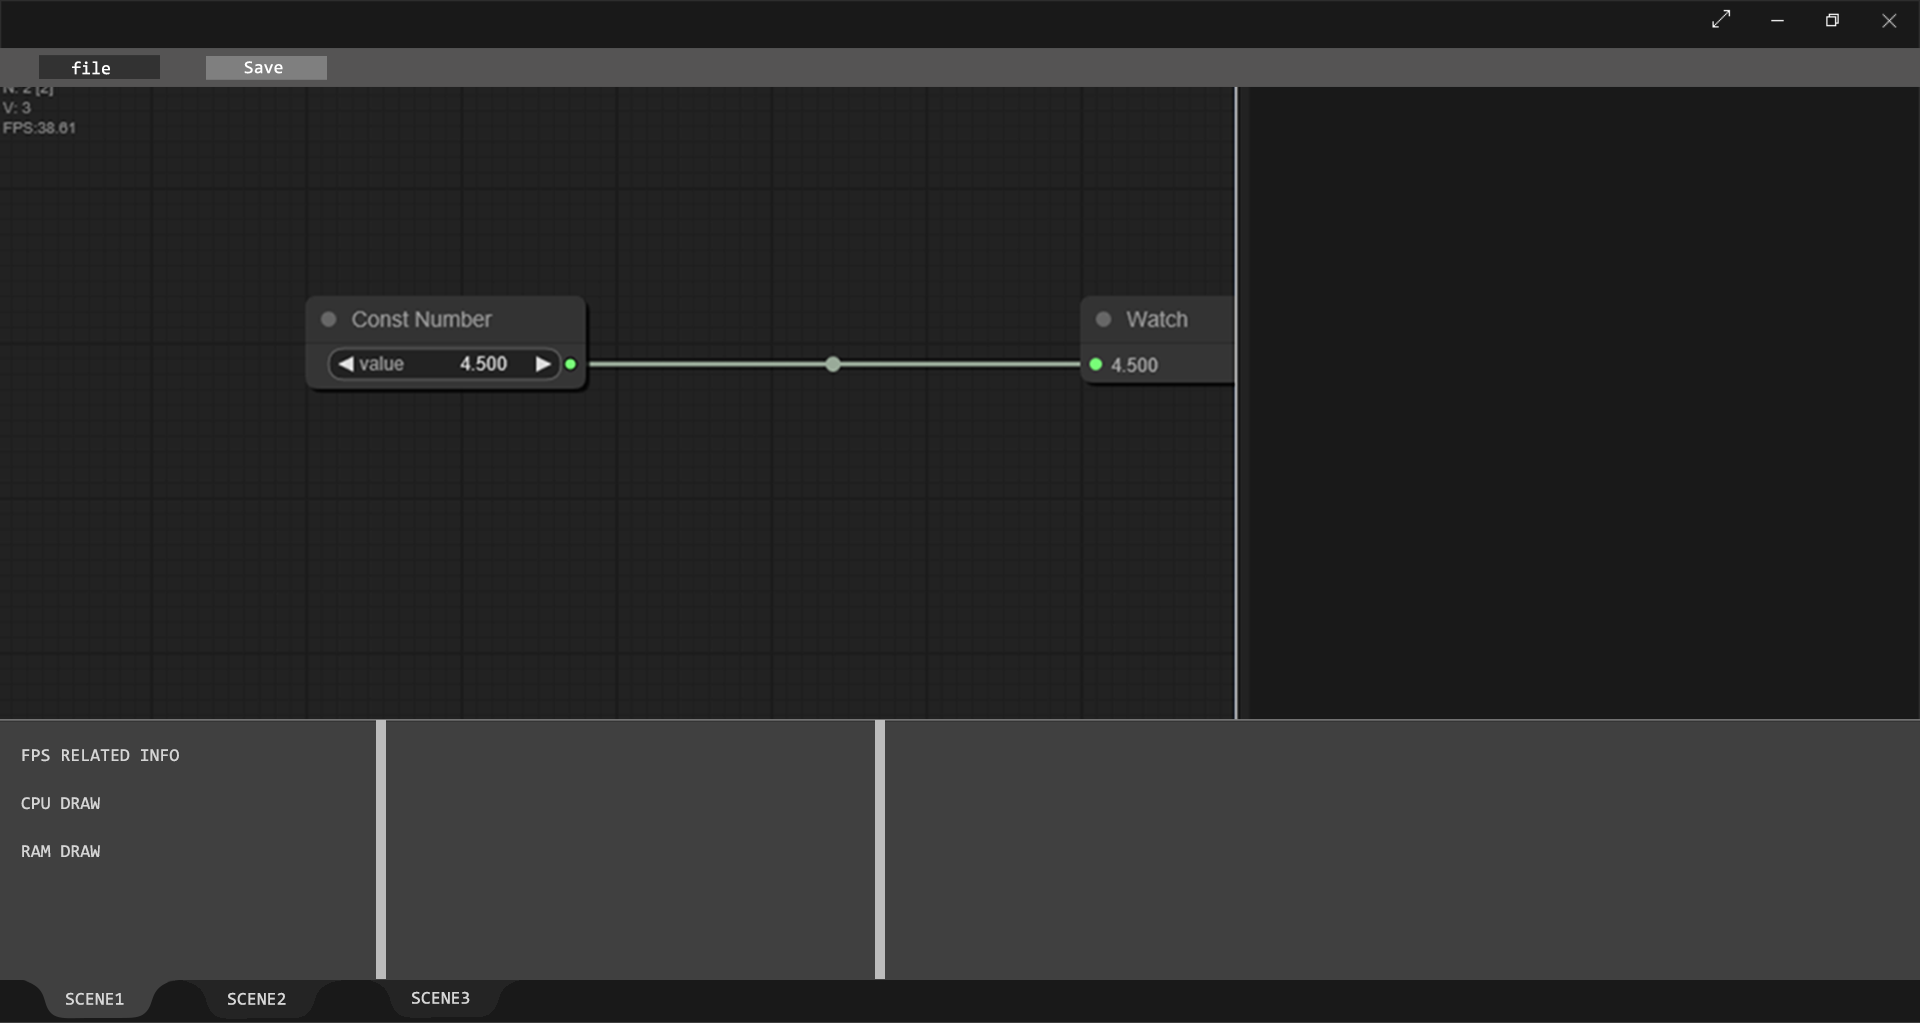 file
Save
N: 2 [2]
V: 3
FPS:38.61
Const Number
value 4.500
Watch
4.500
FPS RELATED INFO
CPU DRAW
RAM DRAW
SCENE1
SCENE2
SCENE3